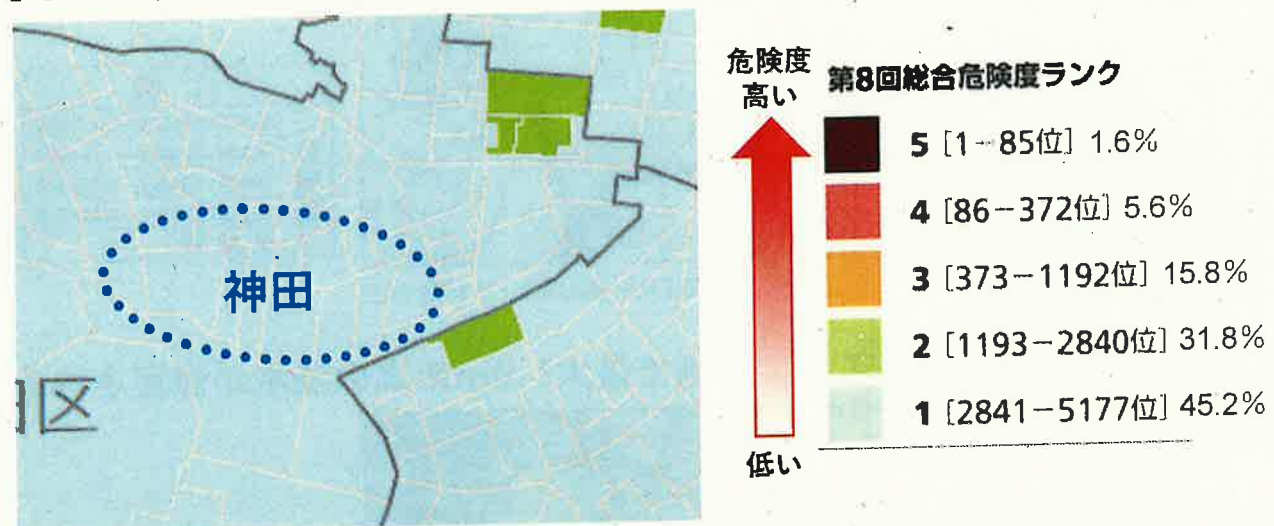 神田
区
危険度
高い
第8回総合危険度ランク
5 [1-85位] 1.6%
4 [86-372位] 5.6%
3 [373-1192位] 15.8%
2 [1193-2840位] 31.8%
1 [2841-5177位] 45.2%
低い